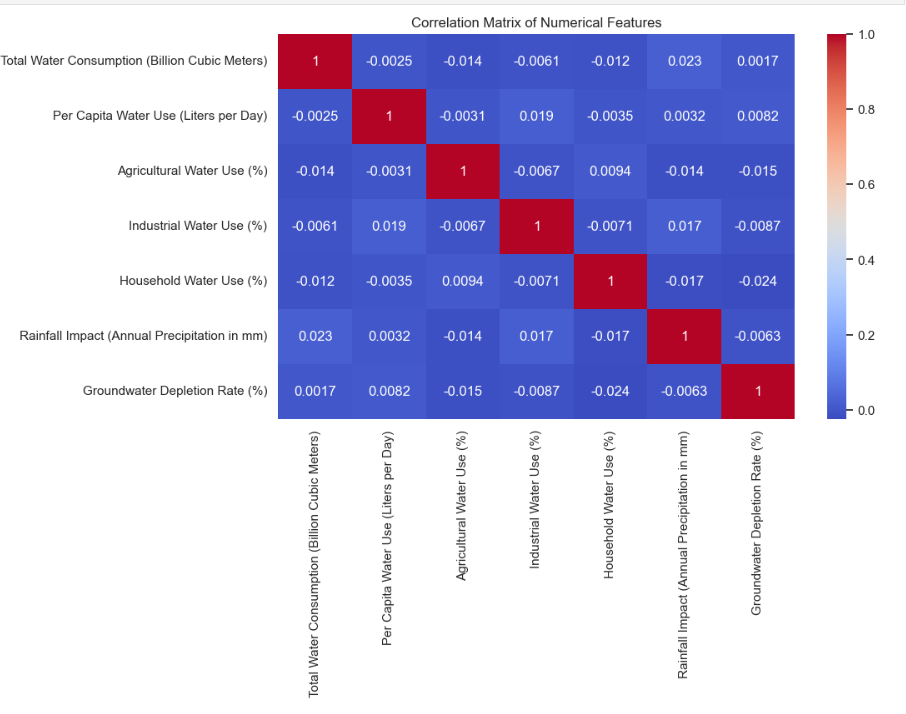 Correlation Matrix of Numerical Features
Total Water Consumption (Billion Cubic Meters) 1 -0.0025 -0.014 -0.0061 -0.012 0.023 0.0017
Per Capita Water Use (Liters per Day) -0.0025 1 -0.0031 0.019 -0.0035 0.0032 0.0082
Agricultural Water Use (%) -0.014 -0.0031 1 -0.0067 0.0094 -0.014 -0.015
Industrial Water Use (%) -0.0061 0.019 -0.0067 1 -0.0071 0.017 -0.0087
Household Water Use (%) -0.012 -0.0035 0.0094 -0.0071 1 -0.017 -0.024
Rainfall Impact (Annual Precipitation in mm) 0.023 0.0032 -0.014 0.017 -0.017 1 -0.0063
Groundwater Depletion Rate (%) 0.0017 0.0082 -0.015 -0.0087 -0.024 -0.0063 1
Total Water Consumption (Billion Cubic Meters)
Per Capita Water Use (Liters per Day)
Agricultural Water Use (%)
Industrial Water Use (%)
Household Water Use (%)
Rainfall Impact (Annual Precipitation in mm)
Groundwater Depletion Rate (%)
1.0
0.8
0.6
0.4
0.2
0.0